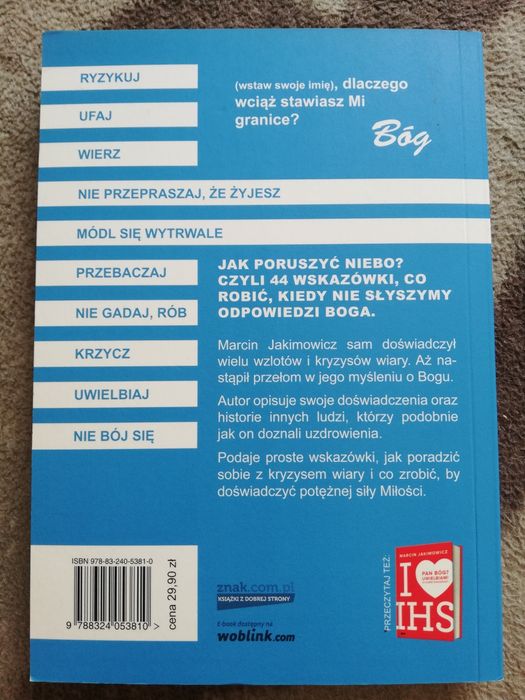 RYZYKUJ
UFAJ
WIERZ
NIE PRZEPRASZAJ, ŻE ŻYJESZ
MÓDL SIĘ WYTRWALE
PRZEBACZAJ
NIE GADAJ, RÓB
KRZYCZ
UWIELBIAJ
NIE BÓJ SIĘ
(wstaw swoje imię), dlaczego
wciąż stawiasz Mi
granice?
Bóg
JAK PORUSZYĆ NIEBO?
CZYLI 44 WSKAZÓWKI, CO
ROBIĆ, KIEDY NIE SŁYSZYMY
ODPOWIEDZI BOGA.
Marcin Jakimowicz sam doświadczył
wielu wzlotów i kryzysów wiary. Aż na-
stąpił przełom w jego myśleniu o Bogu.
Autor opisuje swoje doświadczenia oraz
historie innych ludzi, którzy podobnie
jak on doznali uzdrowienia.
Podaje proste wskazówki, jak poradzić
sobie z kryzysem wiary i co zrobić, by
doświadczyć potężnej siły Miłości.
ISBN 978-83-240-5381-0
9 788324 053810 >
cena 29,90 zł
znak.com.pl
KSIĄŻKI Z DOBREJ STRONY
E-book dostępny na
woblink.com
PRZECZYTAJ TEŻ:
MARCIN JAKIMOWICZ
I
PAN BÓG?
UWIELBIAM!
IHS